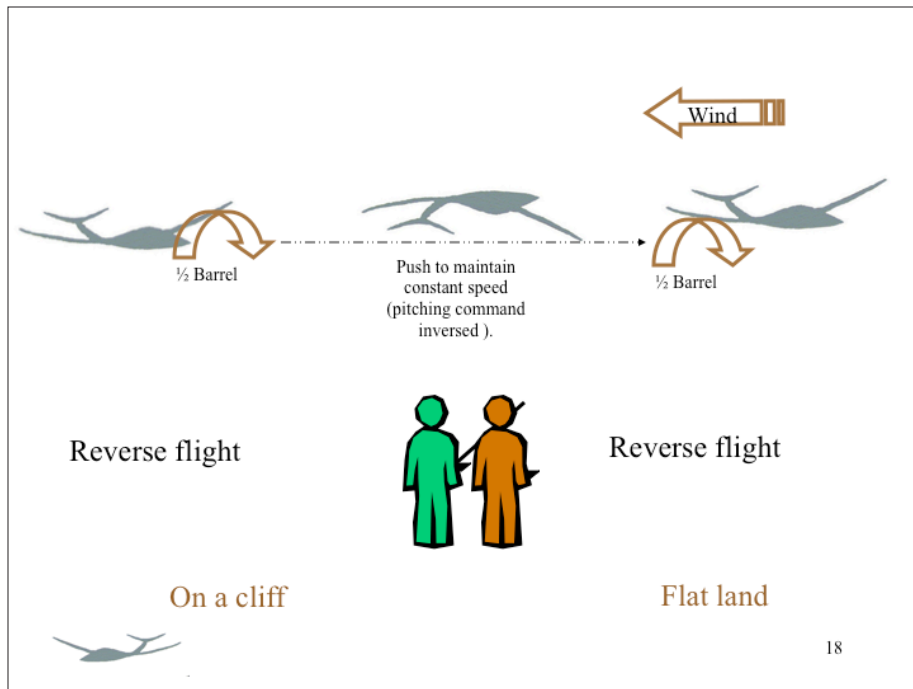 Wind
½ Barrel
Push to maintain
constant speed
(pitching command
inversed ).
½ Barrel
Reverse flight
Reverse flight
On a cliff
Flat land
18